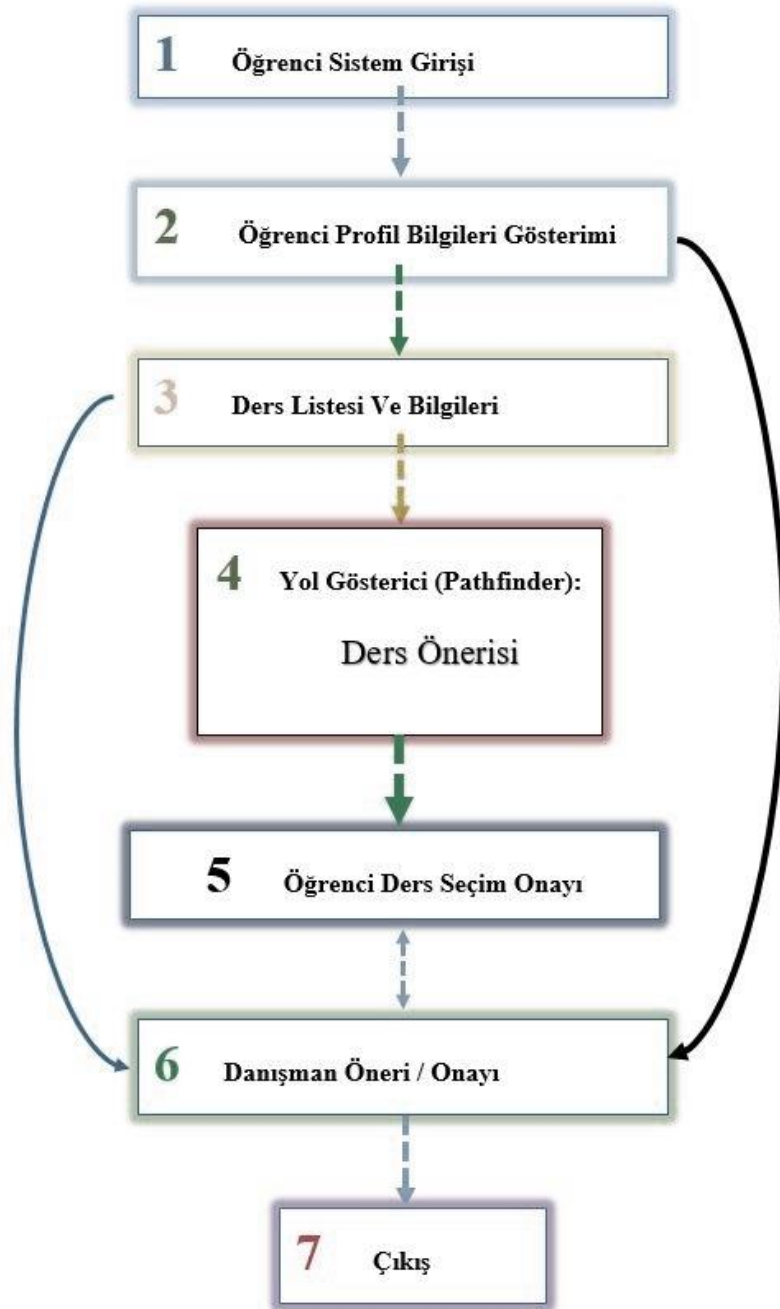 1 Öğrenci Sistem Girişi
2 Öğrenci Profil Bilgileri Gösterimi
3 Ders Listesi Ve Bilgileri
4 Yol Gösterici (Pathfinder):
Ders Önerisi
5 Öğrenci Ders Seçim Onayı
6 Danışman Öneri / Onayı
7 Çıkış